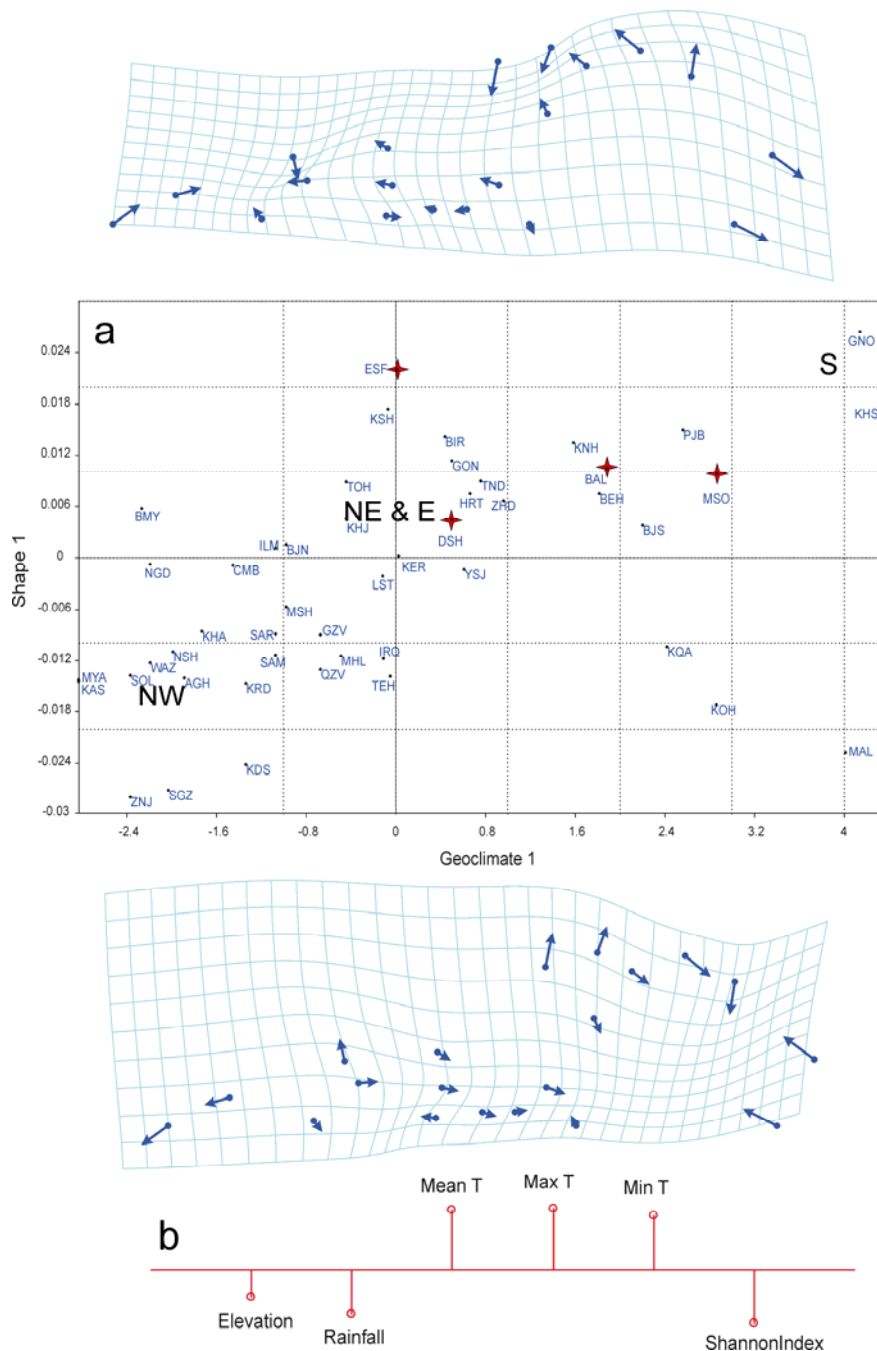 a
S
GNO
KHS
ESF
KSH
BIR
GON
TND
HRT
ZHD
KNH
BAL
BEH
PJB
MSO
BJS
TOH
NE & E
KHJ
DSH
BMY
ILM
BJN
KER
YSJ
NGD
CMB
LST
MSH
KHA
SAR
GZV
NSH
WAZ
SAM
MHL
IRQ
KQA
MYA
KAS
SOL
NW
AGH
KRD
QZV
TEH
KOH
KDS
MAL
ZNJ
SGZ
0.024
0.018
0.012
0.006
0
-0.006
-0.012
-0.018
-0.024
-0.03
Shape 1
-2.4 -1.6 -0.8 0 0.8 1.6 2.4 3.2 4
Geoclimate 1
b
Mean T Max T Min T
Elevation Rainfall ShannonIndex